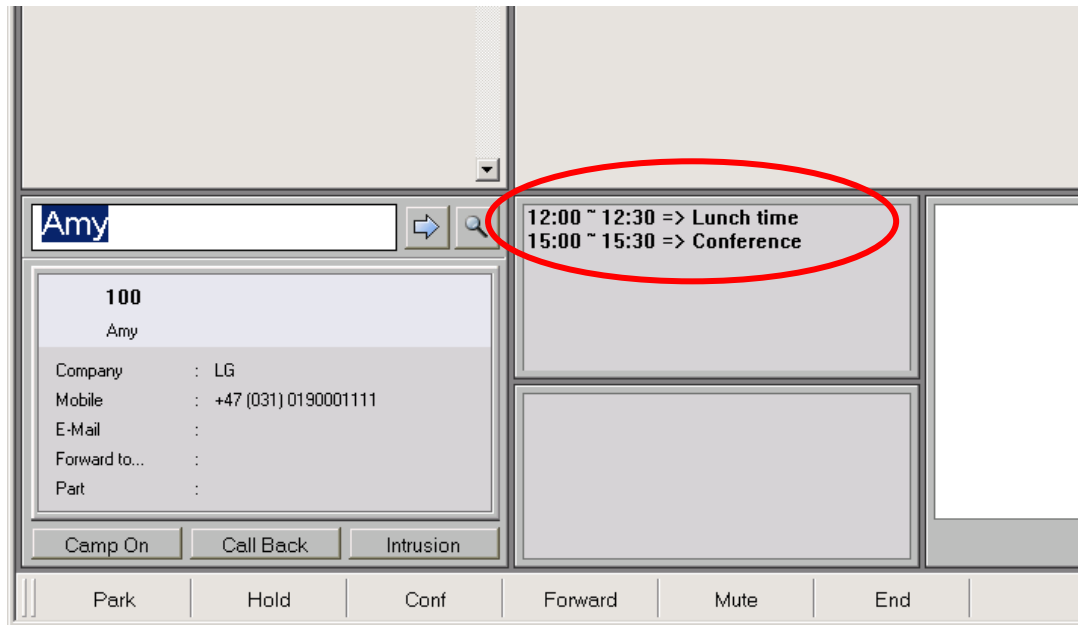 Amy
12:00 ~ 12:30 => Lunch time
15:00 ~ 15:30 => Conference
100
Amy
Company : LG
Mobile : +47 (031) 0190001111
E-Mail :
Forward to... :
Part :
Camp On Call Back Intrusion
Park Hold Conf Forward Mute End